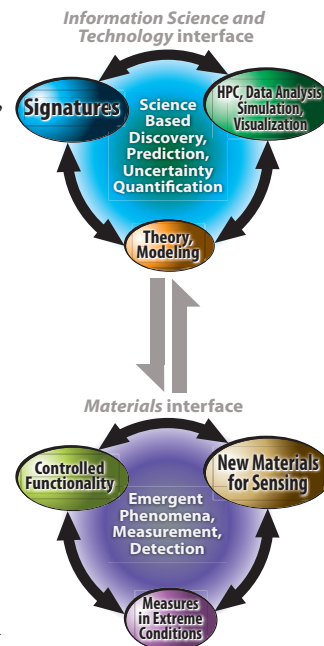 Information Science and
Technology interface
Signatures
Science
Based
Discovery,
Prediction,
Uncertainty
Quantification
HPC, Data Analysis
Simulation,
Visualization
Theory,
Modeling
Materials interface
Controlled
Functionality
Emergent
Phenomena,
Measurement,
Detection
New Materials
for Sensing
Measures
in Extreme
Conditions